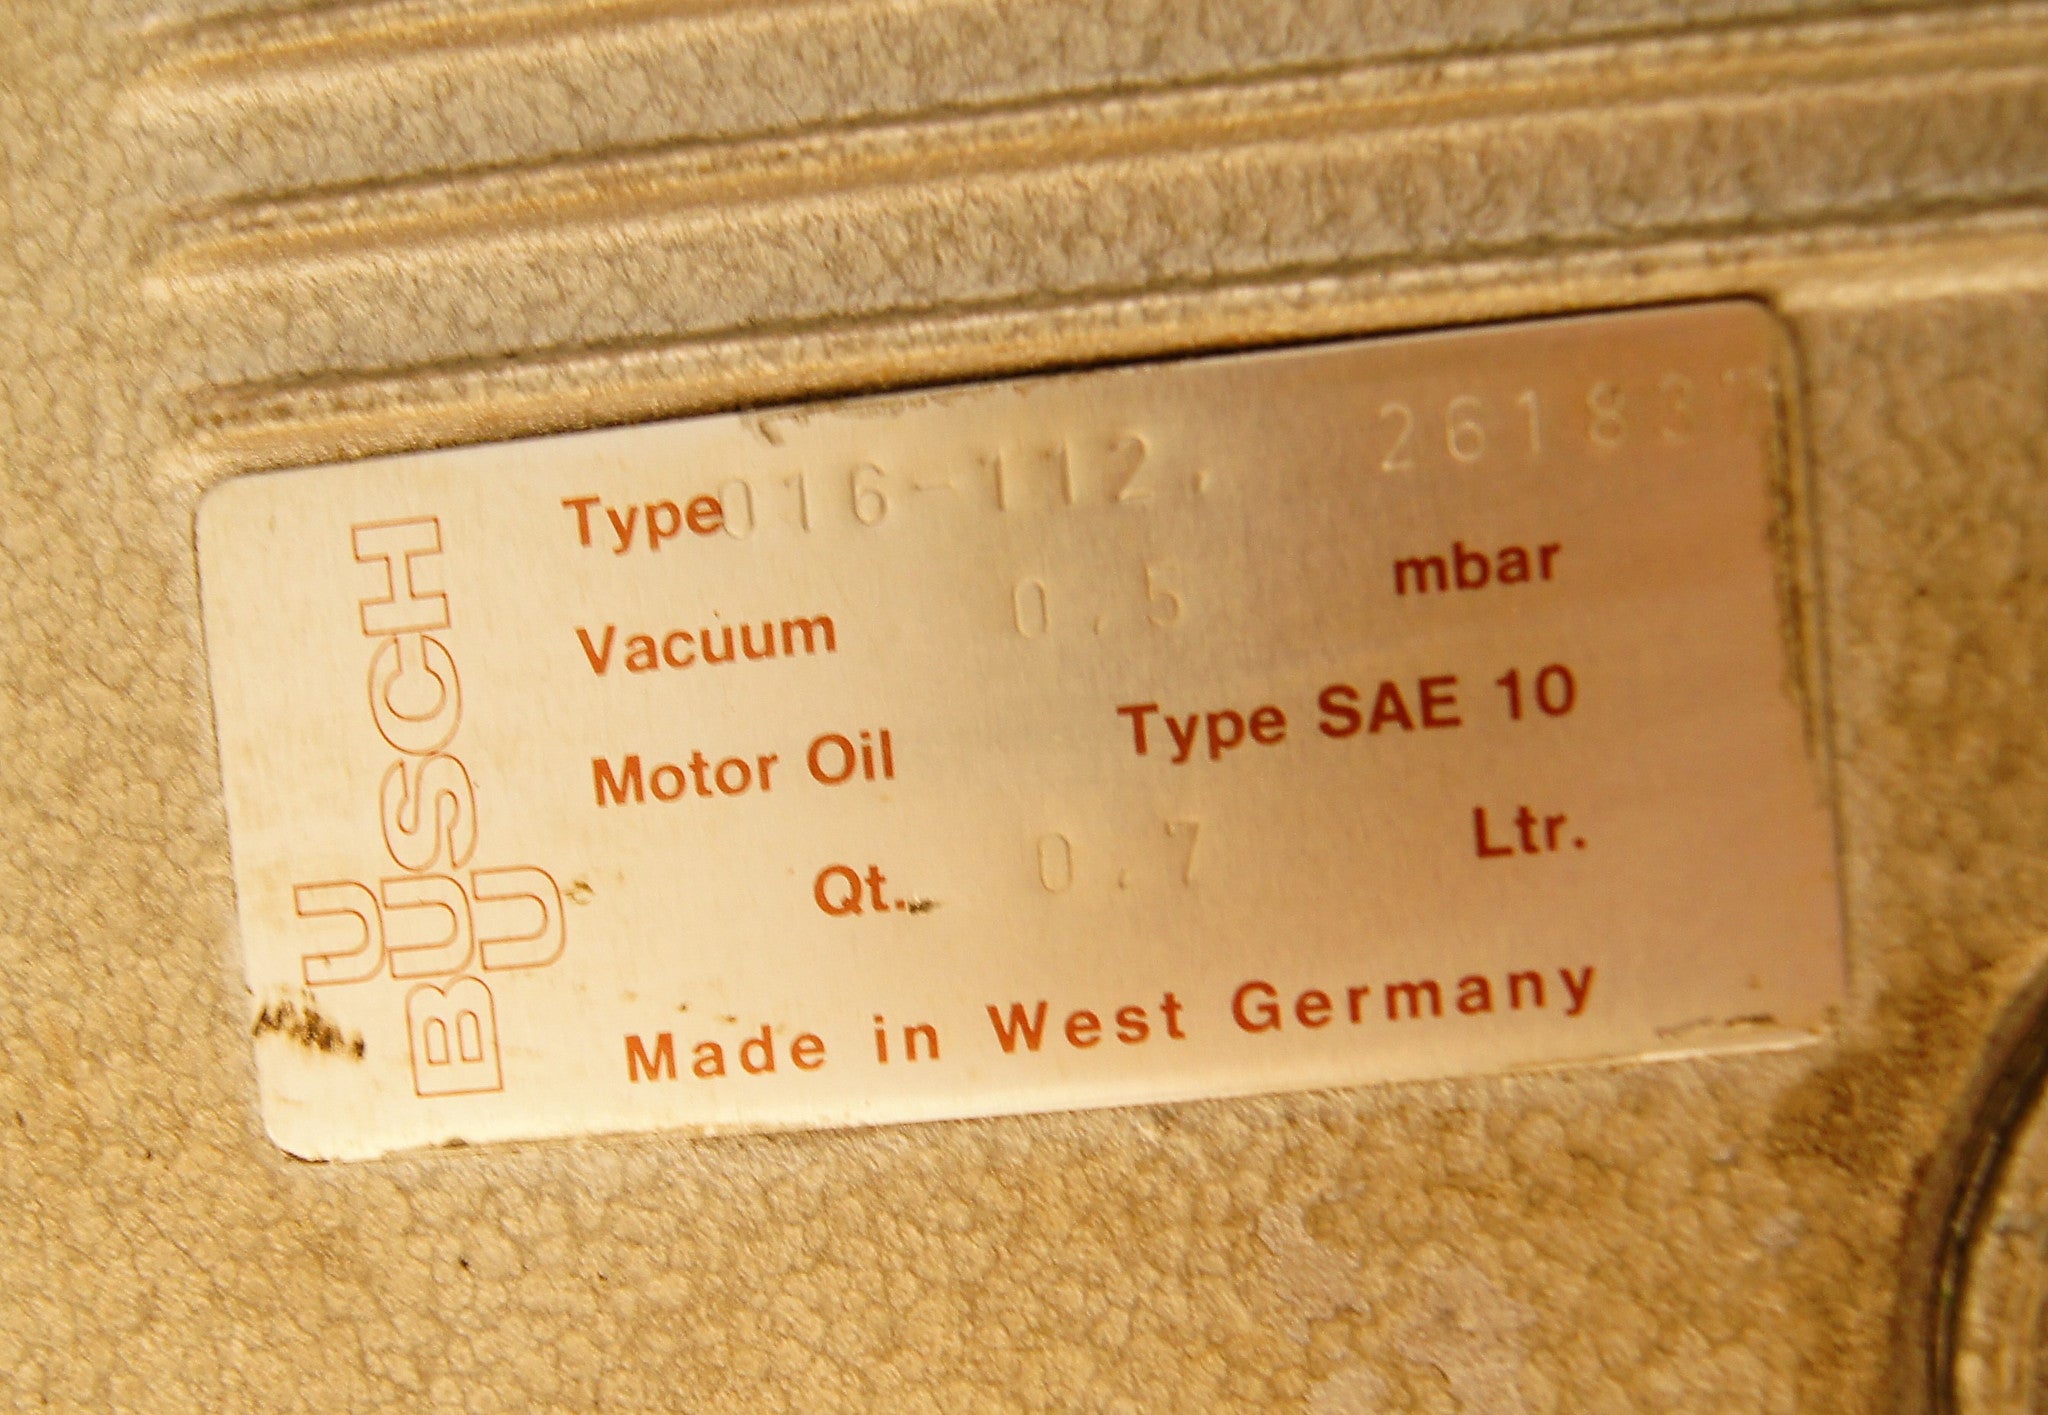 BUSCH
U
U
Type 016-112. 26183
Vacuum 0.5 mbar
Motor Oil Type SAE 10
Qt. 0.7 Ltr.
Made in West Germany